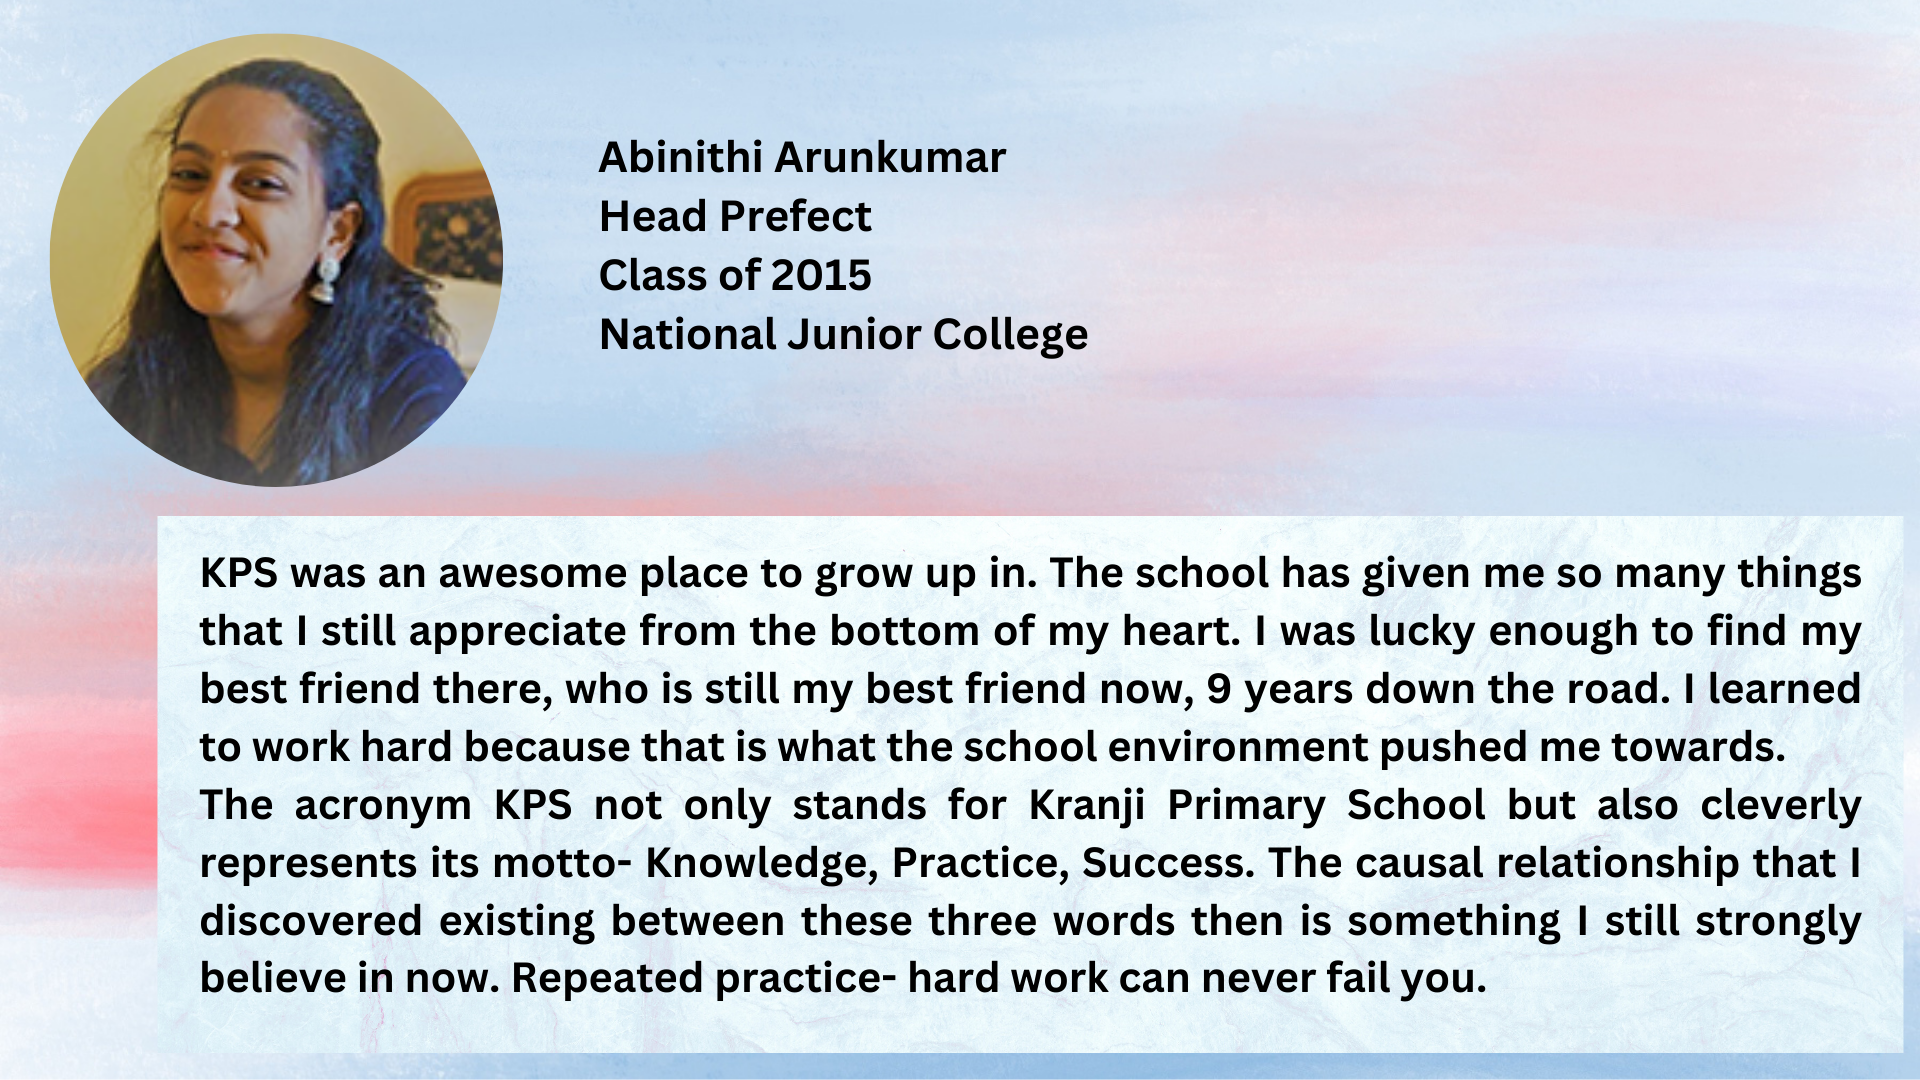 Abinithi Arunkumar
Head Prefect
Class of 2015
National Junior College
KPS was an awesome place to grow up in. The school has given me so many things
that I still appreciate from the bottom of my heart. I was lucky enough to find my
best friend there, who is still my best friend now, 9 years down the road. I learned
to work hard because that is what the school environment pushed me towards.
The acronym KPS not only stands for Kranji Primary School but also cleverly
represents its motto- Knowledge, Practice, Success. The causal relationship that I
discovered existing between these three words then is something I still strongly
believe in now. Repeated practice- hard work can never fail you.